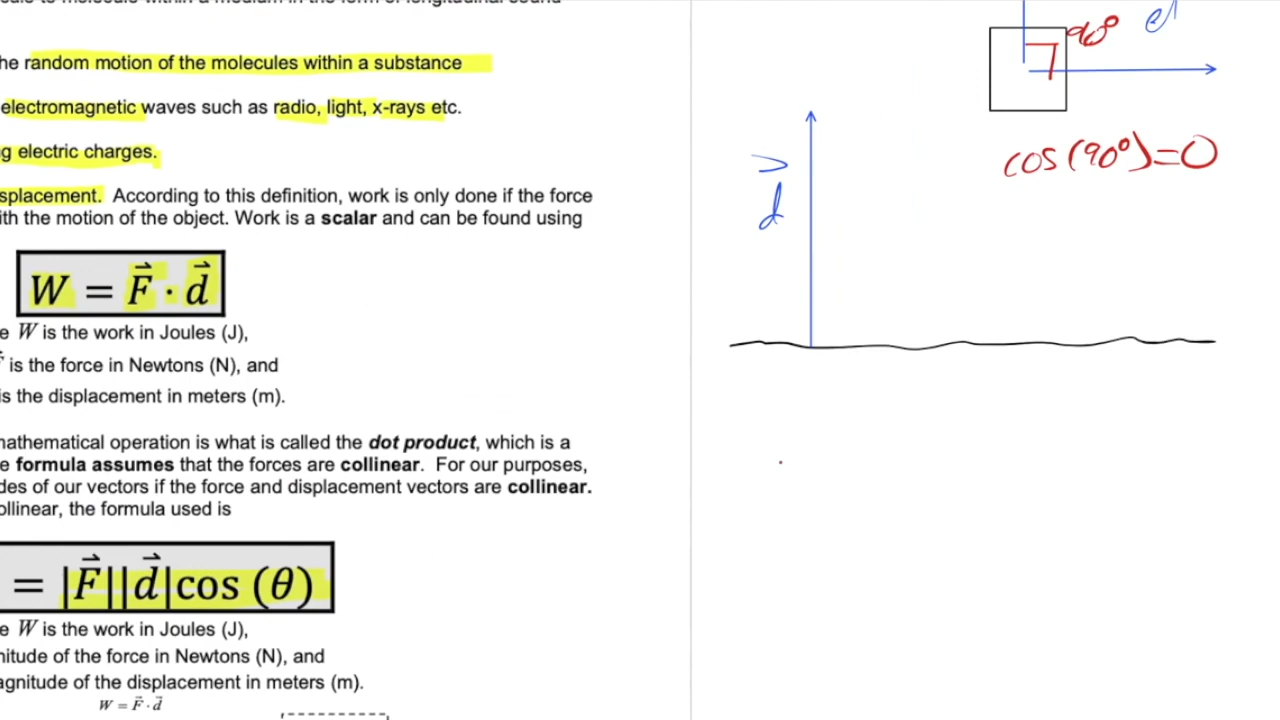 he random motion of the molecules within a substance
electromagnetic waves such as radio, light, x-rays etc.
g electric charges.
splacement. According to this definition, work is only done if the force
ith the motion of the object. Work is a scalar and can be found using
W = F⃗ · d⃗
e W is the work in Joules (J),
is the force in Newtons (N), and
is the displacement in meters (m).
mathematical operation is what is called the dot product, which is a
e formula assumes that the forces are collinear. For our purposes,
des of our vectors if the force and displacement vectors are collinear.
ollinear, the formula used is
= |F⃗||d⃗|cos (θ)
e W is the work in Joules (J),
nitude of the force in Newtons (N), and
agnitude of the displacement in meters (m).
W = F⃗ · d⃗
90°
cos(90°)=0
d⃗